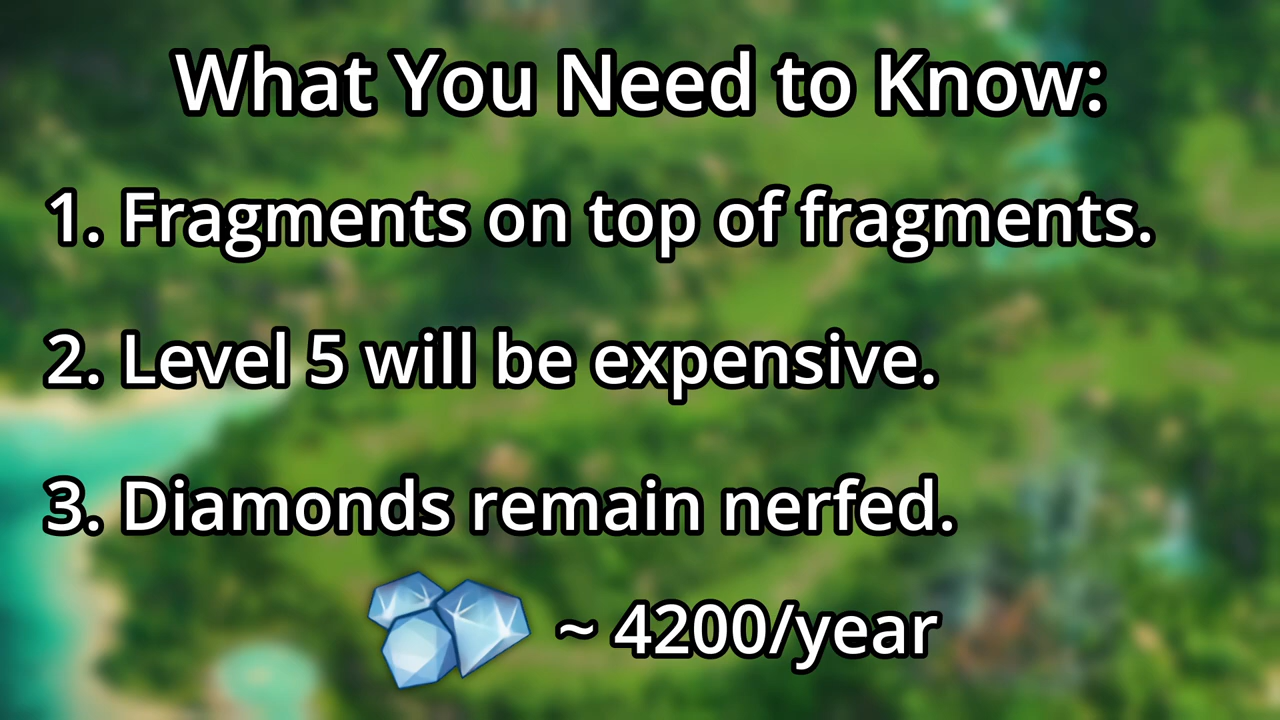 What You Need to Know:
1. Fragments on top of fragments.
2. Level 5 will be expensive.
3. Diamonds remain nerfed.
~ 4200/year